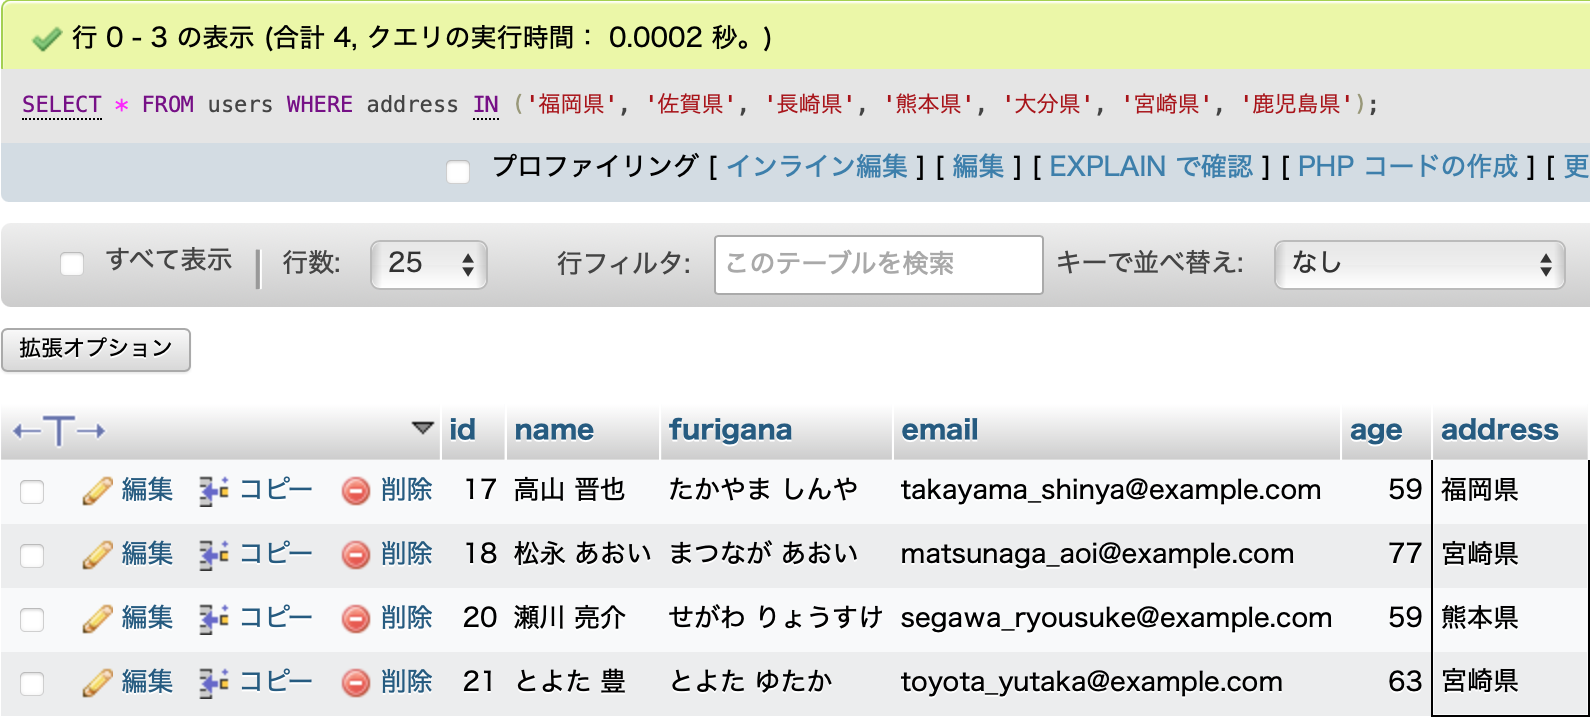 行 0 - 3 の表示 (合計 4, クエリの実行時間： 0.0002 秒。)
SELECT * FROM users WHERE address IN ('福岡県', '佐賀県', '長崎県', '熊本県', '大分県', '宮崎県', '鹿児島県');
プロファイリング [ インライン編集 ] [ 編集 ] [ EXPLAIN で確認 ] [ PHP コードの作成 ] [ 更
すべて表示 行数: 25 行フィルタ: このテーブルを検索 キーで並べ替え: なし
拡張オプション
←T→ id name furigana email age address
編集 コピー 削除 17 高山 晋也 たかやま しんや takayama_shinya@example.com 59 福岡県
編集 コピー 削除 18 松永 あおい まつなが あおい matsunaga_aoi@example.com 77 宮崎県
編集 コピー 削除 20 瀬川 亮介 せがわ りょうすけ segawa_ryousuke@example.com 59 熊本県
編集 コピー 削除 21 とよた 豊 とよた ゆたか toyota_yutaka@example.com 63 宮崎県